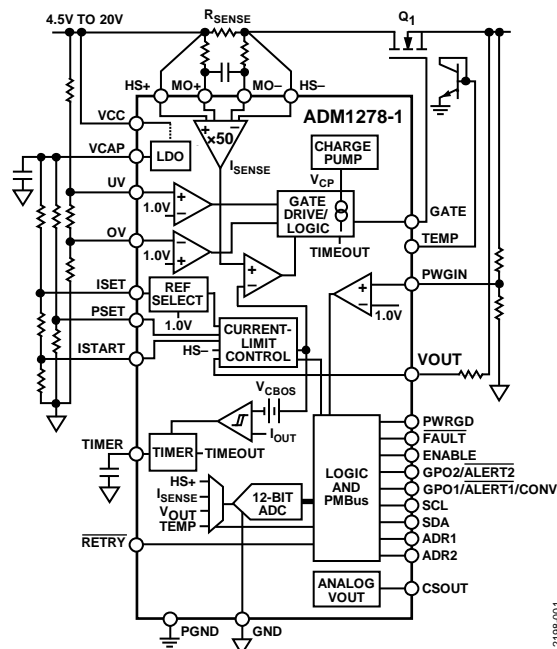 4.5V TO 20V
RSENSE
Q1
HS+
MO+
MO–
HS–
ADM1278-1
VCC
VCAP
LDO
+ –
×50
ISENSE
CHARGE
PUMP
VCP
UV
+
–
1.0V
GATE
DRIVE/
LOGIC
TIMEOUT
GATE
TEMP
OV
–
+
1.0V
+
–
PWGIN
+
–
1.0V
ISET
REF
SELECT
1.0V
PSET
ISTART
CURRENT-
LIMIT
CONTROL
HS–
VOUT
VCBOS
IOUT
TIMER
TIMER
TIMEOUT
HS+
ISENSE
VOUT
TEMP
12-BIT
ADC
LOGIC
AND
PMBus
PWRGD
FAULT
ENABLE
GPO2/ALERT2
GPO1/ALERT1/CONV
SCL
SDA
ADR1
ADR2
RETRY
ANALOG
VOUT
CSOUT
PGND
GND